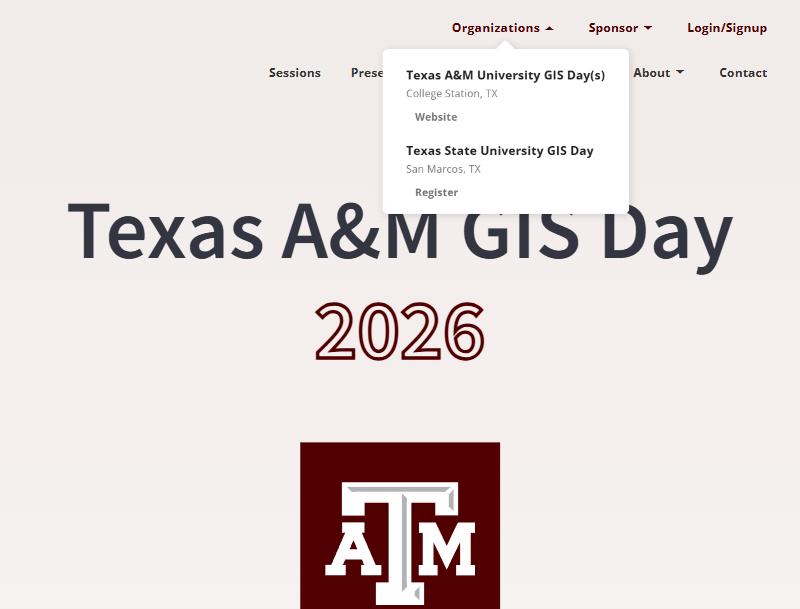 Organizations Sponsor Login/Signup
Sessions About Contact
Texas A&M University GIS Day(s)
College Station, TX
Website
Texas State University GIS Day
San Marcos, TX
Register
Texas A&M GIS Day
2026
ATM